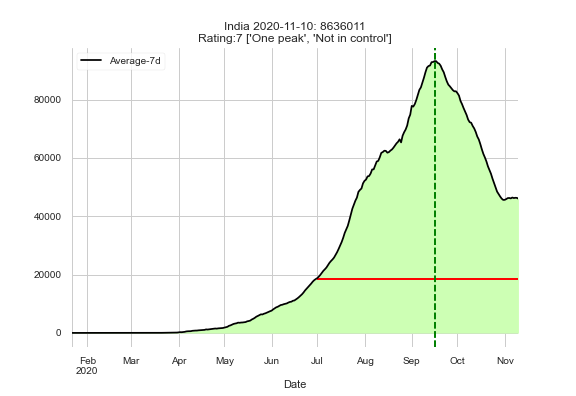 India 2020-11-10: 8636011
Rating:7 ['One peak', 'Not in control']
Average-7d
80000
60000
40000
20000
0
Feb Mar Apr May Jun Jul Aug Sep Oct Nov
2020
Date